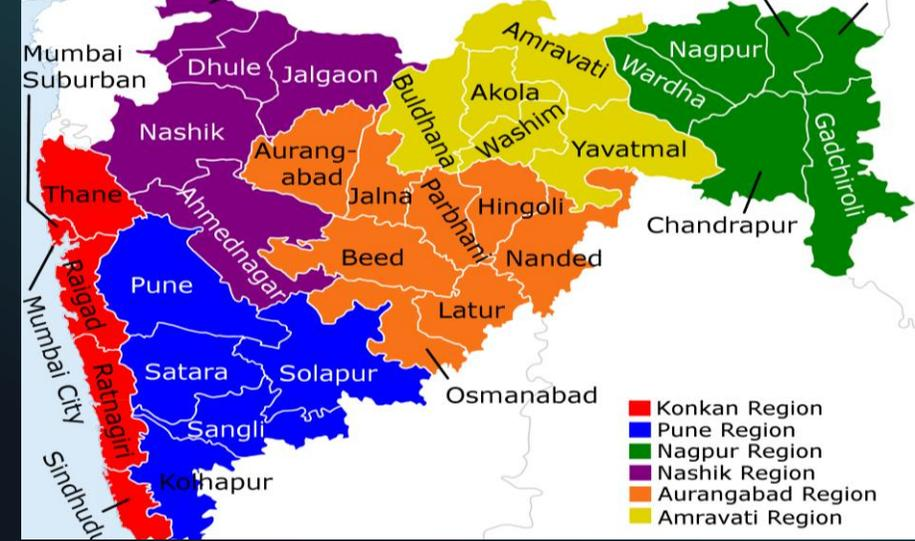 Mumbai
Suburban
Dhule
Jalgaon
Amravati
Nagpur
Wardha
Akola
Buldhana
Washim
Nashik
Aurang-
abad
Yavatmal
Gadchiroli
Thane
Ahmednagar
Jalna
Parbhani
Hingoli
Chandrapur
Raigad
Pune
Beed
Nanded
Mumbai City
Latur
Ratnagiri
Satara
Solapur
Osmanabad
Sangli
Sindhudu
Kolhapur
Konkan Region
Pune Region
Nagpur Region
Nashik Region
Aurangabad Region
Amravati Region